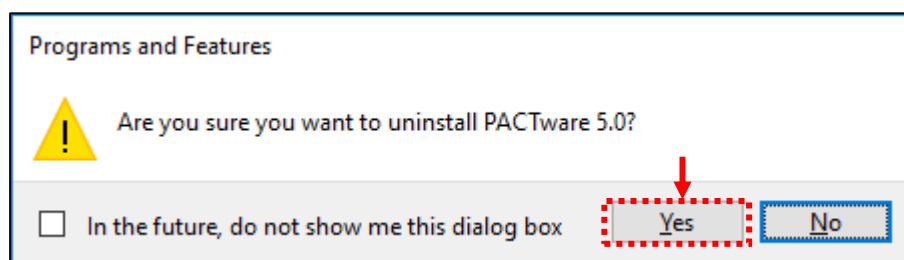 Programs and Features
Are you sure you want to uninstall PACTware 5.0?
In the future, do not show me this dialog box
Yes
No